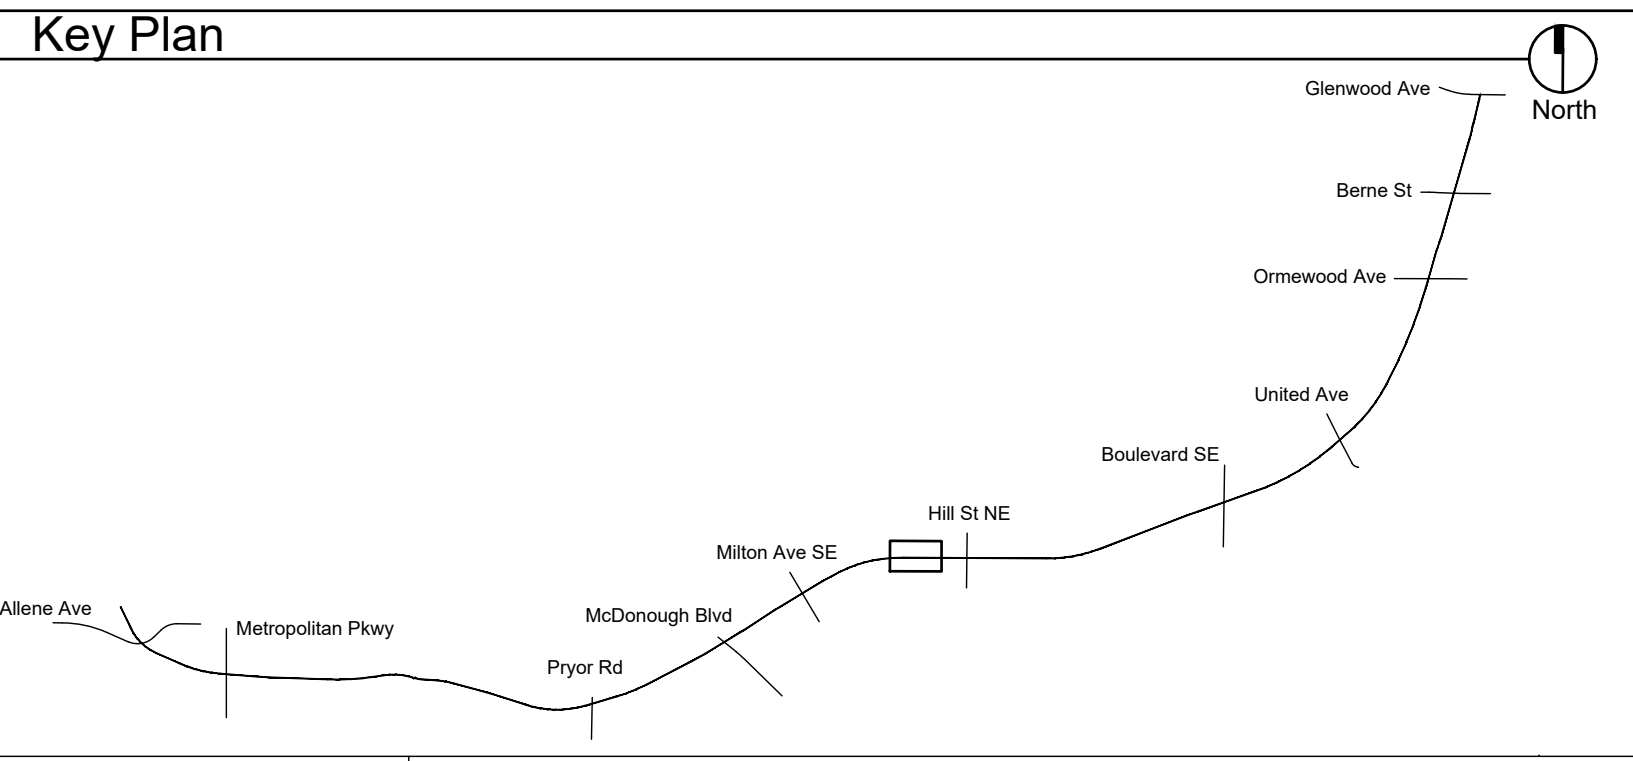 Key Plan
North
Glenwood Ave
Berne St
Ormewood Ave
United Ave
Boulevard SE
Hill St NE
Milton Ave SE
McDonough Blvd
Allene Ave
Metropolitan Pkwy
Pryor Rd